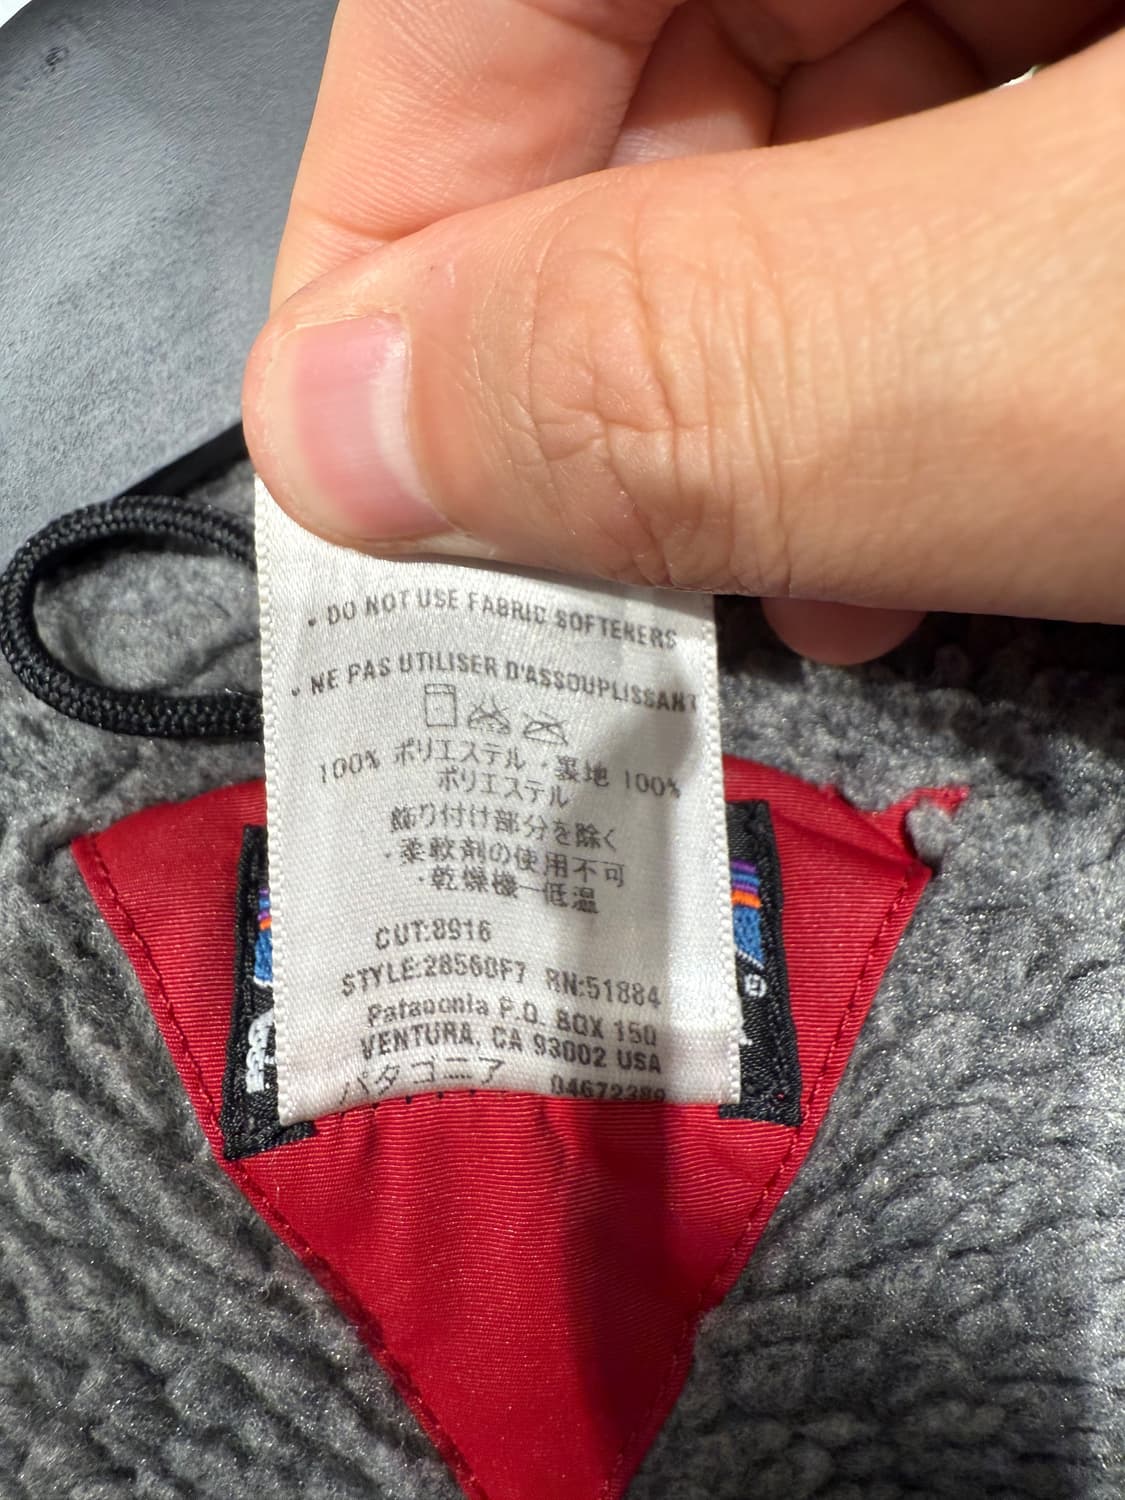 • DO NOT USE FABRIC SOFTENERS
• NE PAS UTILISER D'ASSOUPLISSANT
100% ポリエステル・裏地 100%
ポリエステル
飾り付け部分を除く
・柔軟剤の使用不可
・乾燥機ー低温
CUT:8916
STYLE:28560F7 RN:51884
Patagonia P.O. BOX 150
VENTURA, CA 93002 USA
パタゴニア 04672389